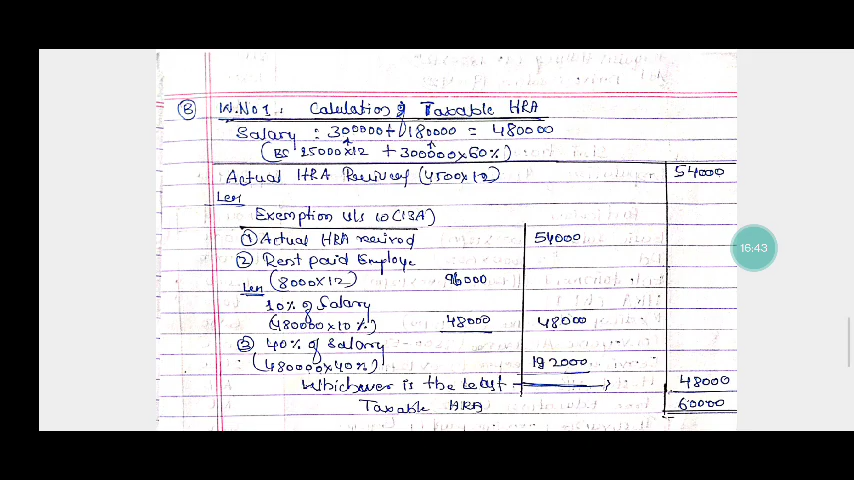 B W.No 1: Calculation of Taxable HRA
Salary : 300000 + 180000 = 480000
(BS 25000x12 + 300000x60%)
Actual HRA Received (4500x12) 54000
Less
Exemption u/s 10(13A)
① Actual HRA received 54000
② Rent paid Employe
(8000x12) 96000
Less
10% of Salary
(480000x10%) 48000 48000
③ 40% of Salary
(480000x40%) 192000
Whichever is the Least 48000
Taxable HRA 60000
16:43